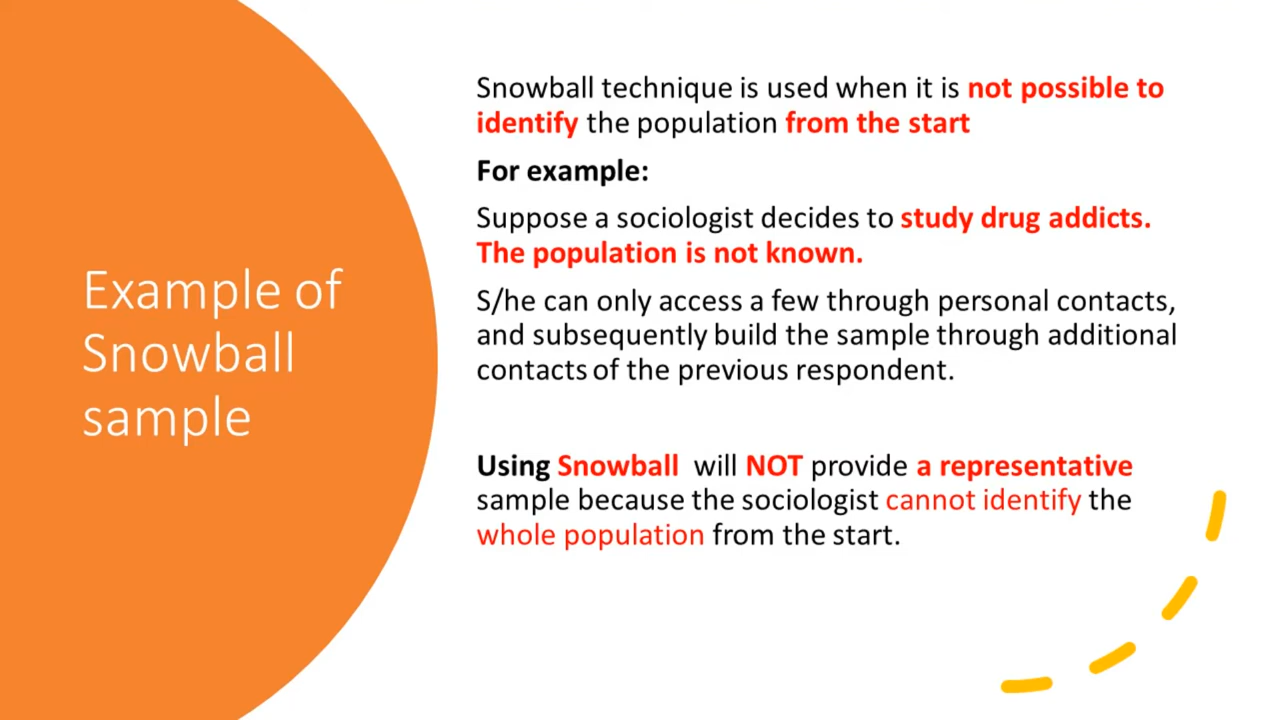 Example of
Snowball
sample
Snowball technique is used when it is not possible to
identify the population from the start
For example:
Suppose a sociologist decides to study drug addicts.
The population is not known.
S/he can only access a few through personal contacts,
and subsequently build the sample through additional
contacts of the previous respondent.
Using Snowball will NOT provide a representative
sample because the sociologist cannot identify the
whole population from the start.